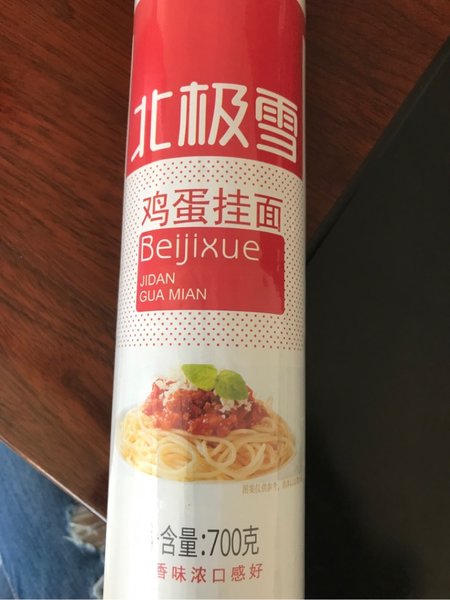 北极雪
鸡蛋挂面
Beijixue
JIDAN
GUA MIAN
含量:700克
香味浓口感好